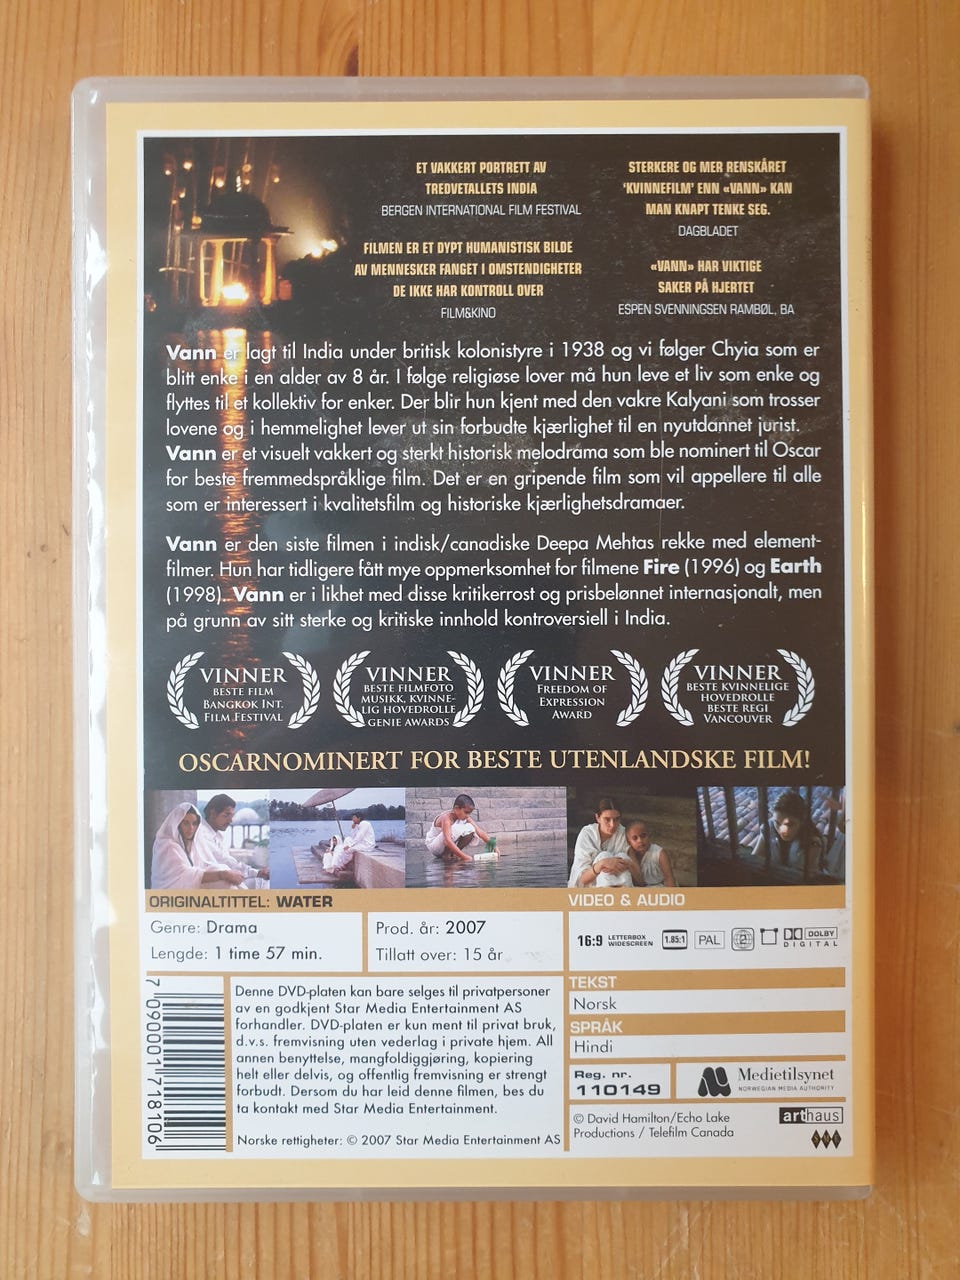 ET VAKKERT PORTRETT AV
TREDVETALLETS INDIA
BERGEN INTERNATIONAL FILM FESTIVAL
FILMEN ER ET DYPT HUMANISTISK BILDE
AV MENNESKER FANGET I OMSTENDIGHETER
DE IKKE HAR KONTROLL OVER
FILM&KINO
STERKERE OG MER RENSKÅRET
'KVINNEFILM' ENN «VANN» KAN
MAN KNAPT TENKE SEG.
DAGBLADET
«VANN» HAR VIKTIGE
SAKER PÅ HJERTET
ESPEN SVENNINGSEN RAMBØL, BA
Vann er lagt til India under britisk kolonistyre i 1938 og vi følger Chyia som er
blitt enke i en alder av 8 år. I følge religiøse lover må hun leve et liv som enke og
flyttes til et kollektiv for enker. Der blir hun kjent med den vakre Kalyani som trosser
lovene og i hemmelighet lever ut sin forbudte kjærlighet til en nyutdannet jurist.
Vann er et visuelt vakkert og sterkt historisk melodrama som ble nominert til Oscar
for beste fremmedspråklige film. Det er en gripende film som vil appellere til alle
som er interessert i kvalitetsfilm og historiske kjærlighetsdramaer.
Vann er den siste filmen i indisk/canadiske Deepa Mehtas rekke med element-
filmer. Hun har tidligere fått mye oppmerksomhet for filmene Fire (1996) og Earth
(1998). Vann er i likhet med disse kritikerrost og prisbelønnet internasjonalt, men
på grunn av sitt sterke og kritiske innhold kontroversiell i India.
VINNER
BESTE FILM
BANGKOK INT.
FILM FESTIVAL
VINNER
BESTE FILMFOTO
MUSIKK, KVINNE-
LIG HOVEDROLLE
GENIE AWARDS
VINNER
FREEDOM OF
EXPRESSION
AWARD
VINNER
BESTE KVINNELIGE
HOVEDROLLE
BESTE REGI
VANCOUVER
OSCARNOMINERT FOR BESTE UTENLANDSKE FILM!
ORIGINALTITTEL: WATER
Genre: Drama
Lengde: 1 time 57 min.
Prod. år: 2007
Tillatt over: 15 år
VIDEO & AUDIO
16:9 LETTERBOX WIDESCREEN 1.85:1 PAL 2 DOLBY DIGITAL
TEKST
Norsk
SPRÅK
Hindi
7 090001 718106
Denne DVD-platen kan bare selges til privatpersoner
av en godkjent Star Media Entertainment AS
forhandler. DVD-platen er kun ment til privat bruk,
d.v.s. fremvisning uten vederlag i private hjem. All
annen benyttelse, mangfoldiggjøring, kopiering
helt eller delvis, og offentlig fremvisning er strengt
forbudt. Dersom du har leid denne filmen, bes du
ta kontakt med Star Media Entertainment.
Norske rettigheter: © 2007 Star Media Entertainment AS
Reg. nr.
110149
Medietilsynet
NORWEGIAN MEDIA AUTHORITY
© David Hamilton/Echo Lake
Productions / Telefilm Canada
arthaus